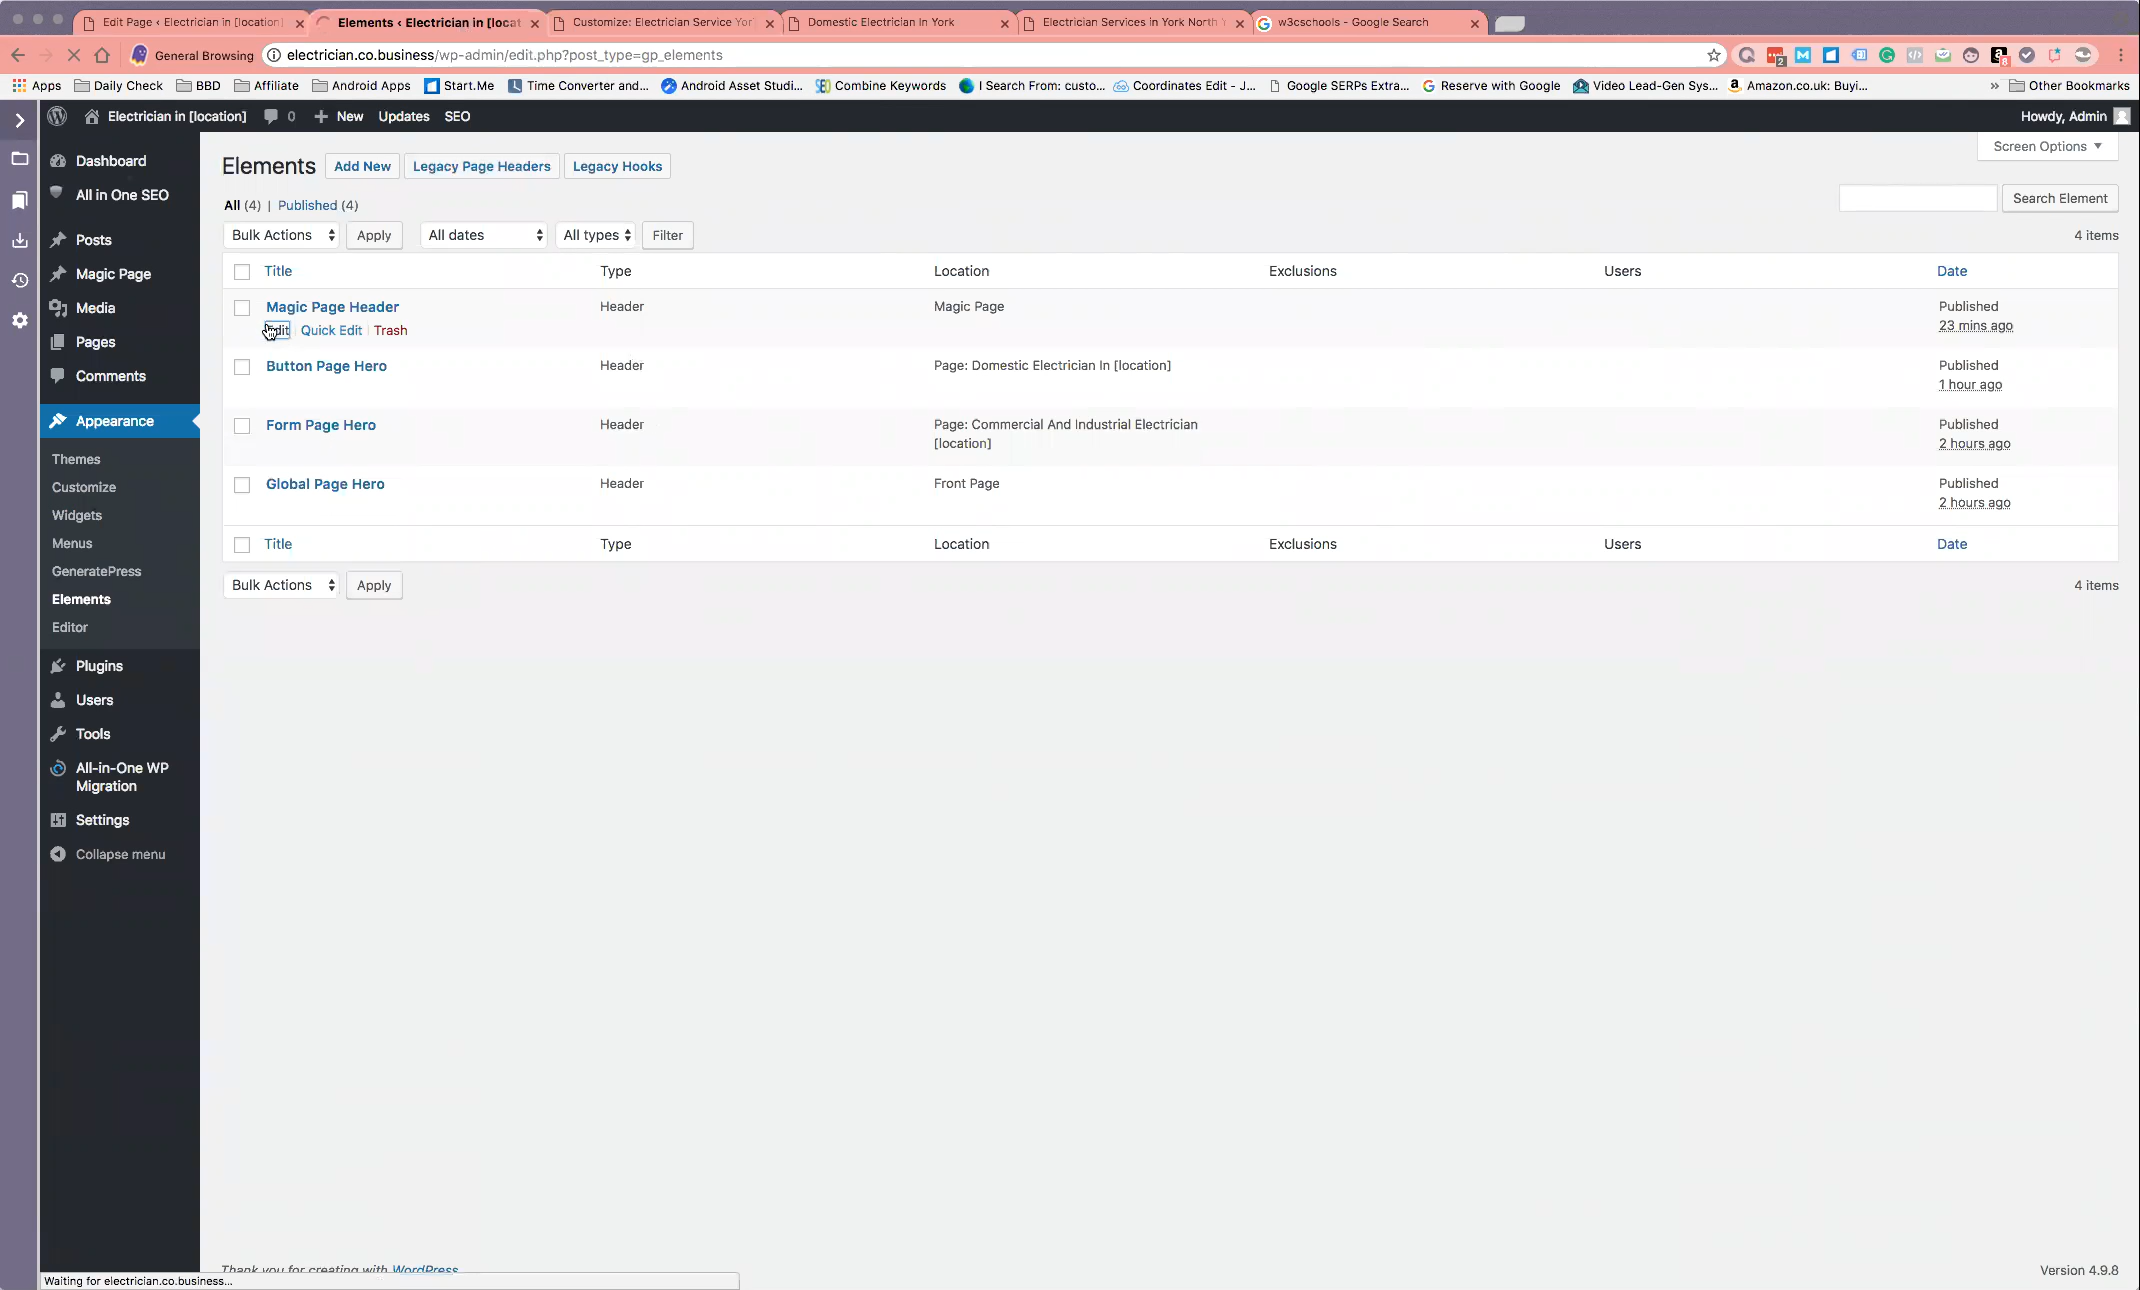 Edit Page ‹ Electrician in [location]
Elements ‹ Electrician in [locat
Customize: Electrician Service Yor
Domestic Electrician In York
Electrician Services in York North Y
w3cschools - Google Search
General Browsing
electrician.co.business/wp-admin/edit.php?post_type=gp_elements
Apps
Daily Check
BBD
Affiliate
Android Apps
Start.Me
Time Converter and...
Android Asset Studi...
Combine Keywords
I Search From: custo...
Coordinates Edit - J...
Google SERPs Extra...
Reserve with Google
Video Lead-Gen Sys...
Amazon.co.uk: Buyi...
»
Other Bookmarks
Electrician in [location]
0
New
Updates
SEO
Howdy, Admin
Dashboard
All in One SEO
Posts
Magic Page
Media
Pages
Comments
Appearance
Themes
Customize
Widgets
Menus
GeneratePress
Elements
Editor
Plugins
Users
Tools
All-in-One WP
Migration
Settings
Collapse menu
Screen Options
Elements
Add New
Legacy Page Headers
Legacy Hooks
All (4) | Published (4)
Search Element
Bulk Actions
Apply
All dates
All types
Filter
4 items
Title Type Location Exclusions Users Date
Magic Page Header Header Magic Page Published
Edit | Quick Edit | Trash 23 mins ago
Button Page Hero Header Page: Domestic Electrician In [location] Published
1 hour ago
Form Page Hero Header Page: Commercial And Industrial Electrician Published
[location] 2 hours ago
Global Page Hero Header Front Page Published
2 hours ago
Title Type Location Exclusions Users Date
Bulk Actions
Apply
4 items
Thank you for creating with WordPress
Version 4.9.8
Waiting for electrician.co.business...